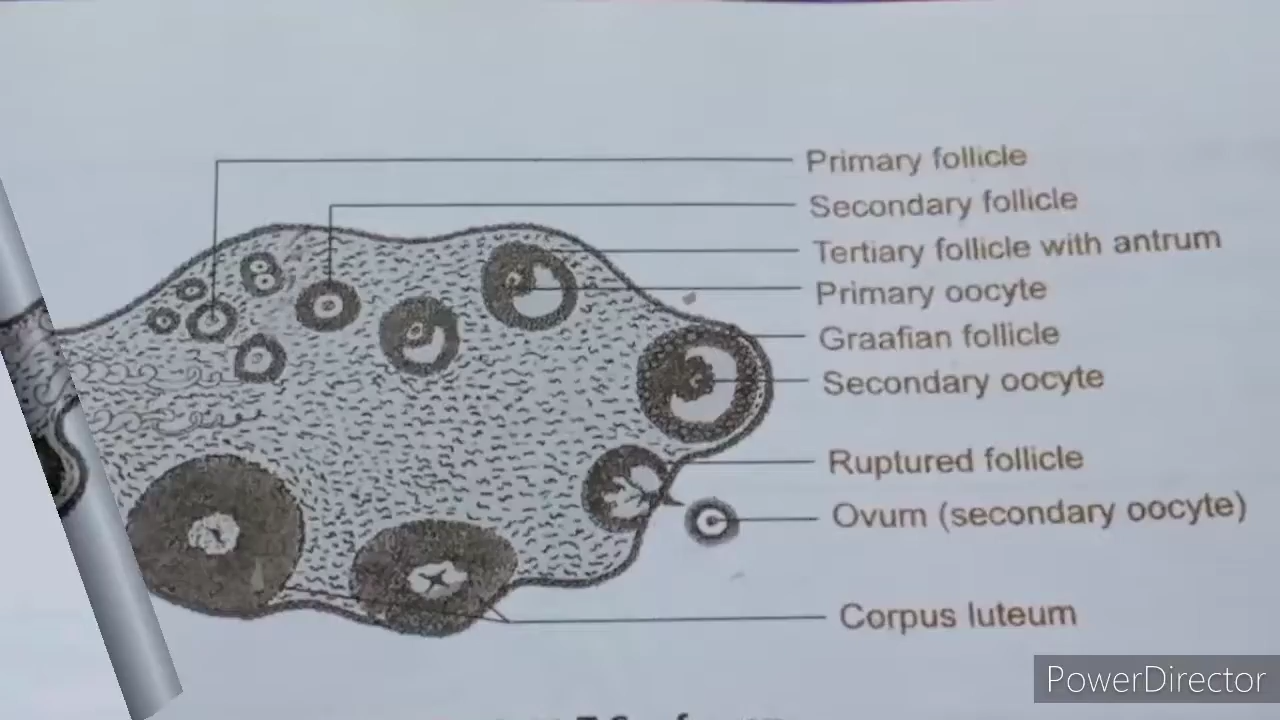 Primary follicle
Secondary follicle
Tertiary follicle with antrum
Primary oocyte
Graafian follicle
Secondary oocyte
Ruptured follicle
Ovum (secondary oocyte)
Corpus luteum
PowerDirector